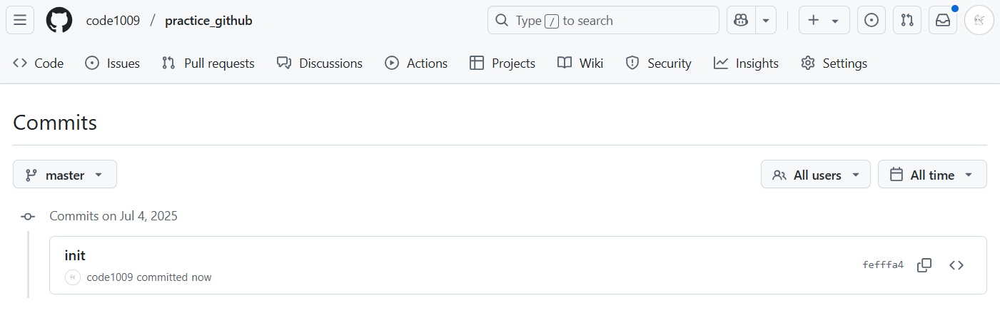 code1009 / practice_github Type / to search
Code Issues Pull requests Discussions Actions Projects Wiki Security Insights Settings
Commits
master All users All time
Commits on Jul 4, 2025
init
fefffa4
code1009 committed now